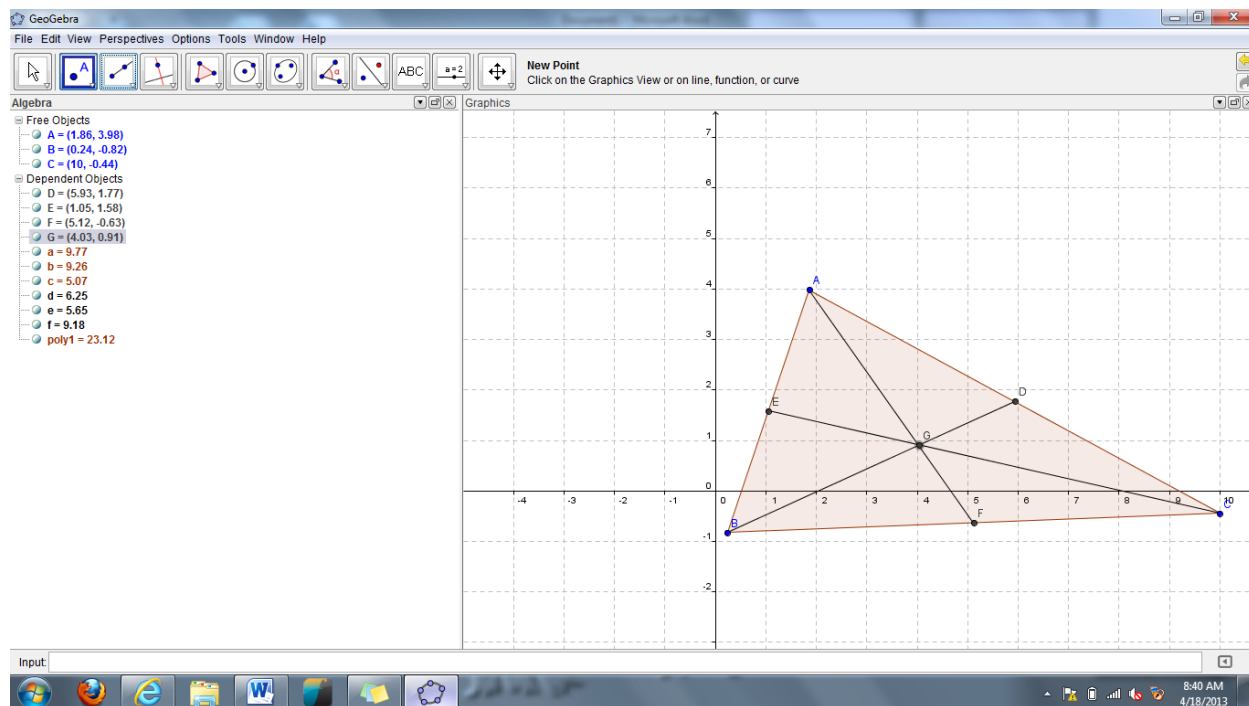 GeoGebra
File Edit View Perspectives Options Tools Window Help
A
ABC
a=2
New Point
Click on the Graphics View or on line, function, or curve
Algebra
Graphics
Free Objects
A = (1.86, 3.98)
B = (0.24, -0.82)
C = (10, -0.44)
Dependent Objects
D = (5.93, 1.77)
E = (1.05, 1.58)
F = (5.12, -0.63)
G = (4.03, 0.91)
a = 9.77
b = 9.26
c = 5.07
d = 6.25
e = 5.65
f = 9.18
poly1 = 23.12
7
6
5
4
A
3
2
E
D
1
G
0
-4 -3 -2 -1 0 1 2 3 4 5 6 7 8 9 10
C
F
B
-1
-2
Input:
8:40 AM
4/18/2013